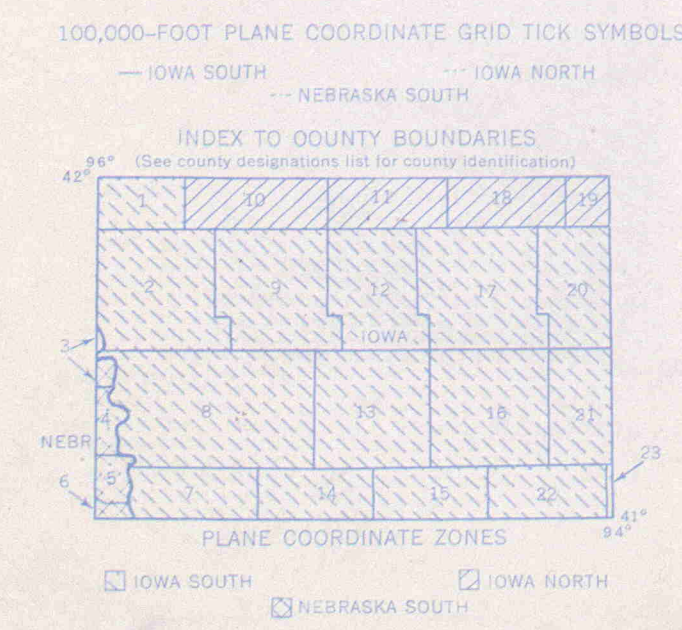 100,000-FOOT PLANE COORDINATE GRID TICK SYMBOLS
IOWA SOUTH IOWA NORTH
NEBRASKA SOUTH
INDEX TO COUNTY BOUNDARIES
96° (See county designations list for county identification)
42°
1 10 11 18 19
2 9 12 17 20
IOWA
3
8 13 16 21
4
NEBR
23
6 5 7 14 15 22
41°
94°
PLANE COORDINATE ZONES
IOWA SOUTH IOWA NORTH
NEBRASKA SOUTH